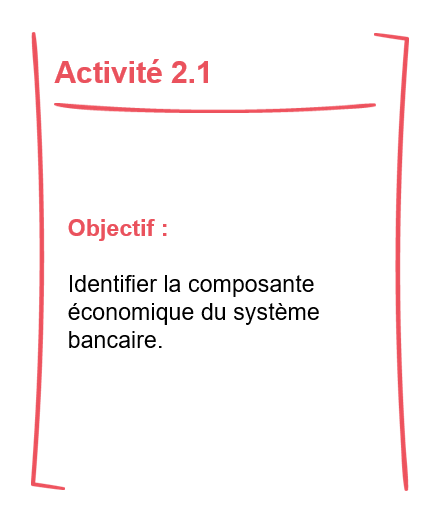 Activité 2.1
Objectif :
Identifier la composante
économique du système
bancaire.